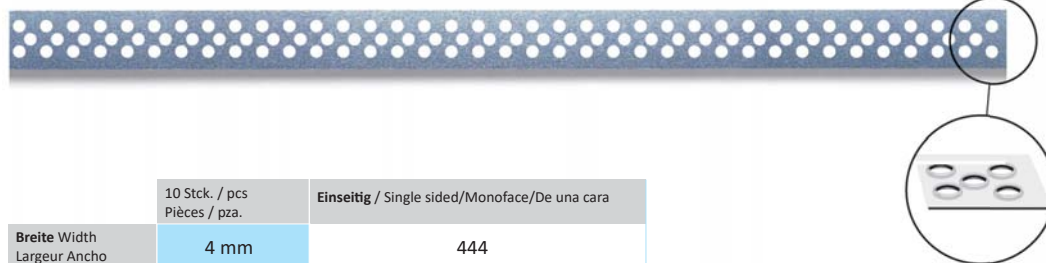 10 Stck. / pcs
Pièces / pza.
Einseitig / Single sided/Monoface/De una cara
Breite Width
Largeur Ancho
4 mm
444